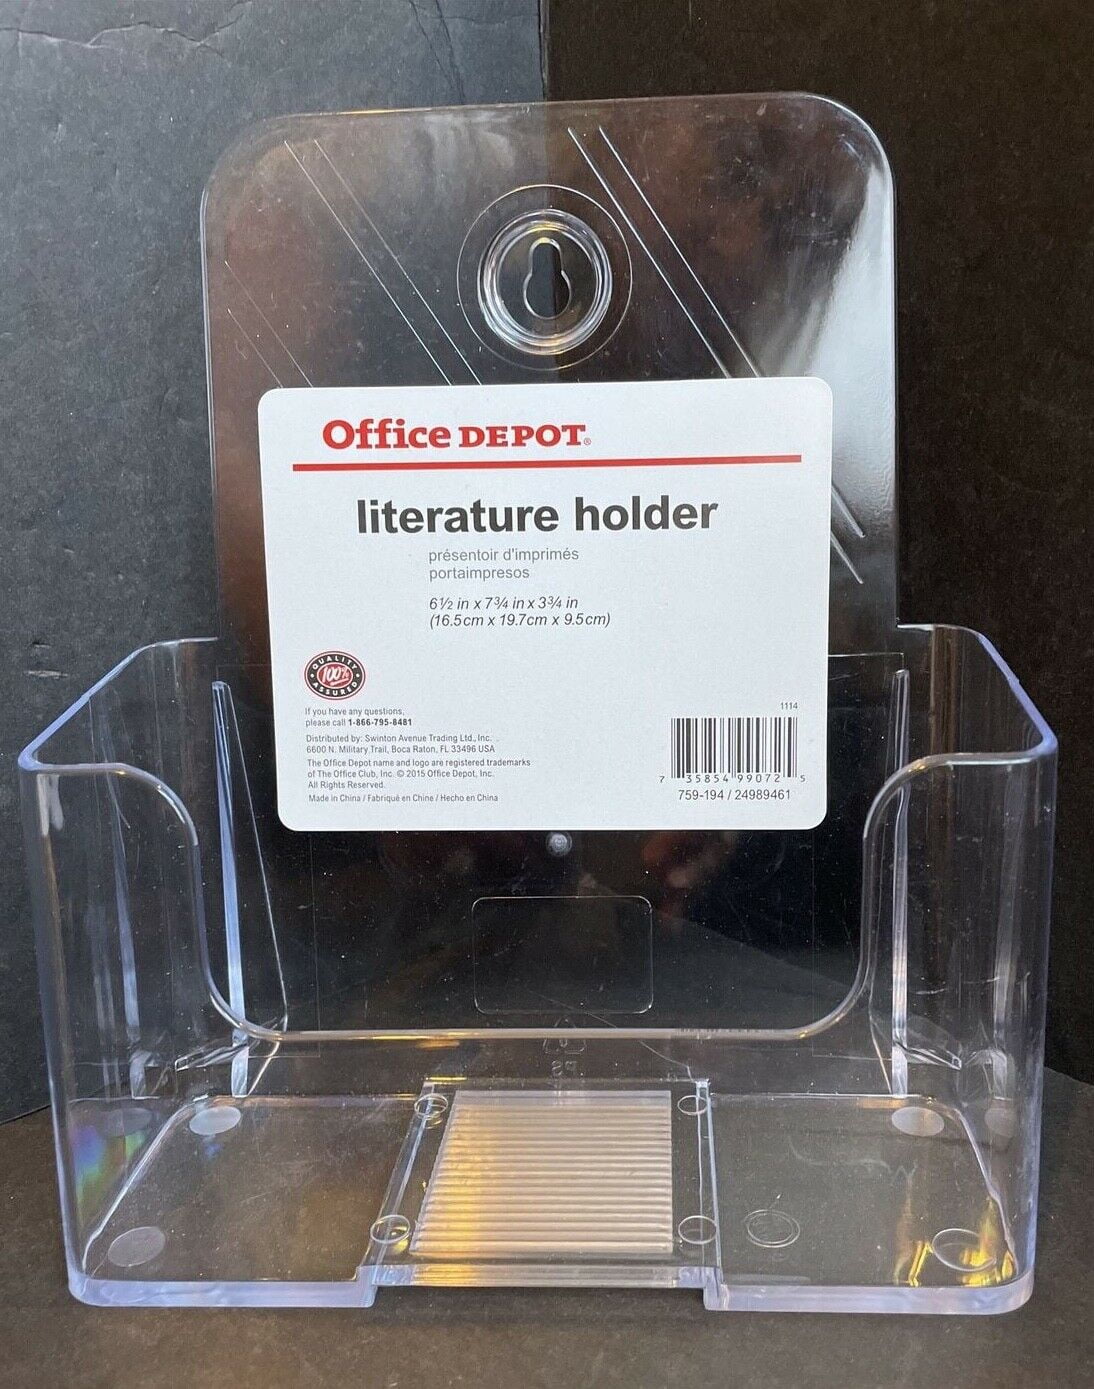 Office DEPOT®
literature holder
présentoir d'imprimés
portaimpresos
6½ in x 7¾ in x 3¾ in
(16.5cm x 19.7cm x 9.5cm)
QUALITY
100%
ASSURED
1114
If you have any questions,
please call 1-866-795-8481
Distributed by: Swinton Avenue Trading Ltd., Inc.
6600 N. Military Trail, Boca Raton, FL 33496 USA
The Office Depot name and logo are registered trademarks
of The Office Club, Inc. © 2015 Office Depot, Inc.
All Rights Reserved.
Made in China / Fabriqué en Chine / Hecho en China
7 35854 99072 5
759-194 / 24989461
6
PS